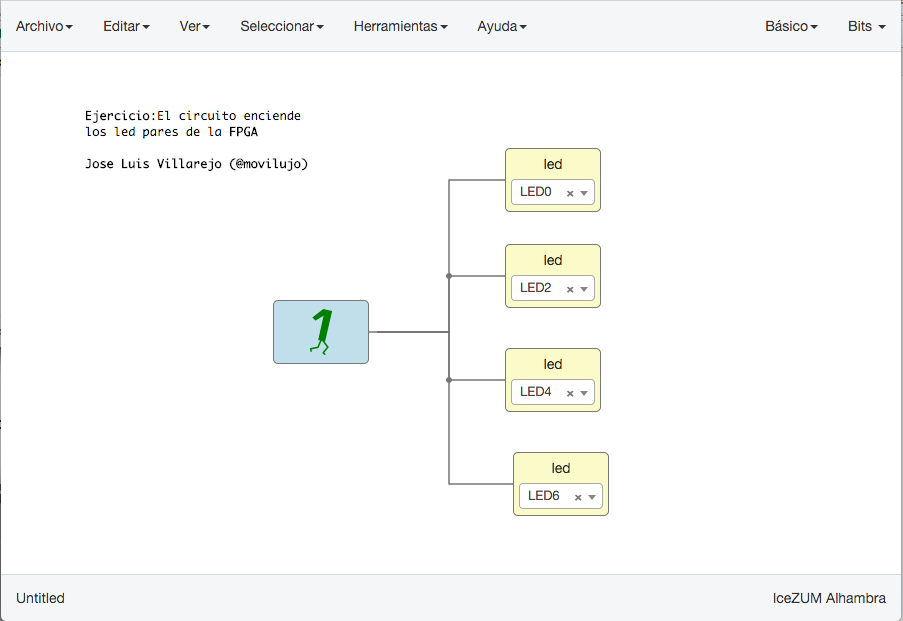 Archivo Editar Ver Seleccionar Herramientas Ayuda Básico Bits
Ejercicio:El circuito enciende
los led pares de la FPGA
Jose Luis Villarejo (@movilujo)
led
LED0
led
LED2
1
led
LED4
led
LED6
Untitled IceZUM Alhambra